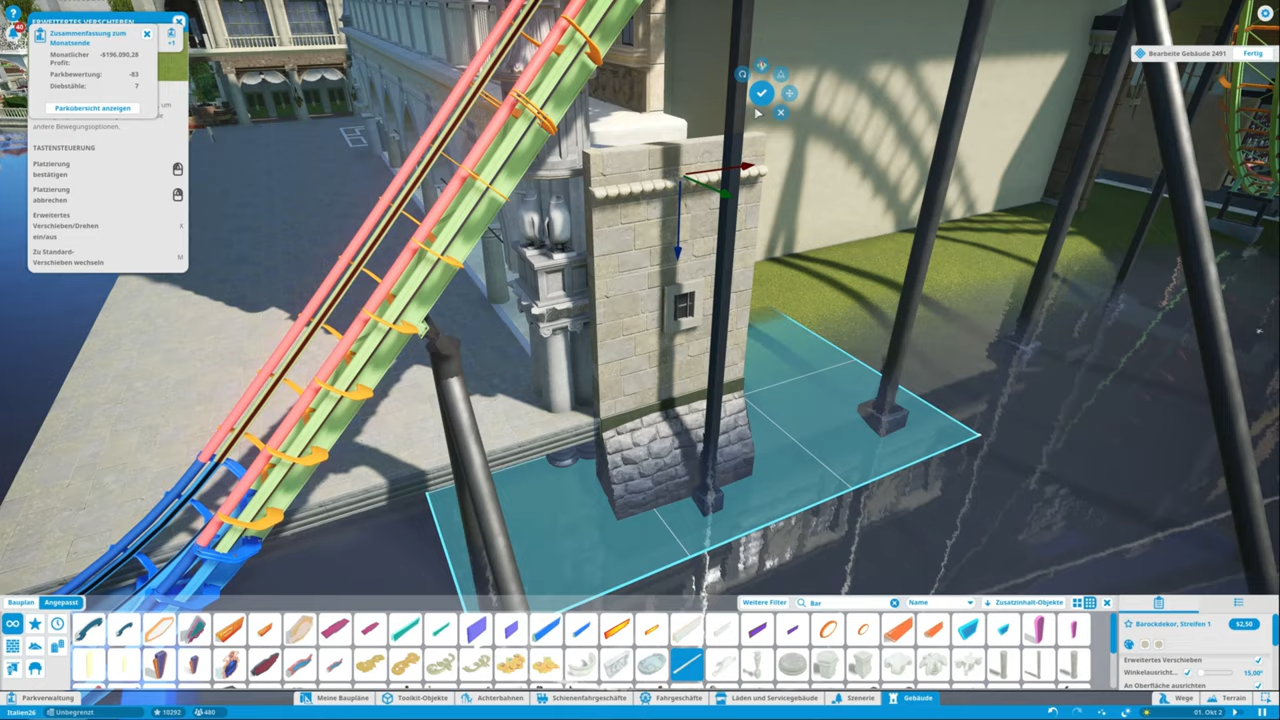 ERWEITERTES VERSCHIEBEN
40
Zusammenfassung zum
Monatsende
+1
Monatlicher
Profit:
-$196.090,28
Parkbewertung:
-83
Diebstähle:
7
Parkübersicht anzeigen
um
andere Bewegungsoptionen.
TASTENSTEUERUNG
Platzierung
bestätigen
Platzierung
abbrechen
Erweitertes
Verschieben/Drehen
ein/aus
X
Zu Standard-
Verschieben wechseln
M
Bearbeite Gebäude 2491
Fertig
Bauplan
Angepasst
Weitere Filter
Bar
Name
Zusatzinhalt-Objekte
Barockdekor, Streifen 1
$2,50
Erweitertes Verschieben
Winkelausricht.
15,00°
An Oberfläche ausrichten
Parkverwaltung
Meine Baupläne
Toolkit-Objekte
Achterbahnen
Schienenfahrgeschäfte
Fahrgeschäfte
Läden und Servicegebäude
Szenerie
Gebäude
Wege
Terrain
Italien26
Unbegrenzt
10292
480
01. Okt 2